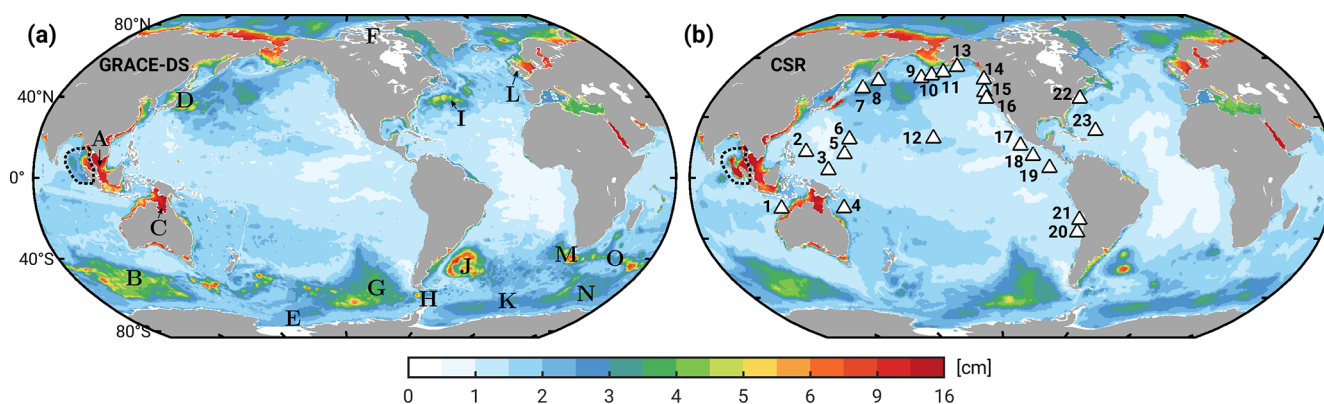 (a)
GRACE-DS
80°N
40°N
0°
40°S
80°S
A
B
C
D
E
F
G
H
I
J
K
L
M
N
O
(b)
CSR
1
2
3
4
5
6
7
8
9
10
11
12
13
14
15
16
17
18
19
20
21
22
23
0 1 2 3 4 5 6 9 16 [cm]